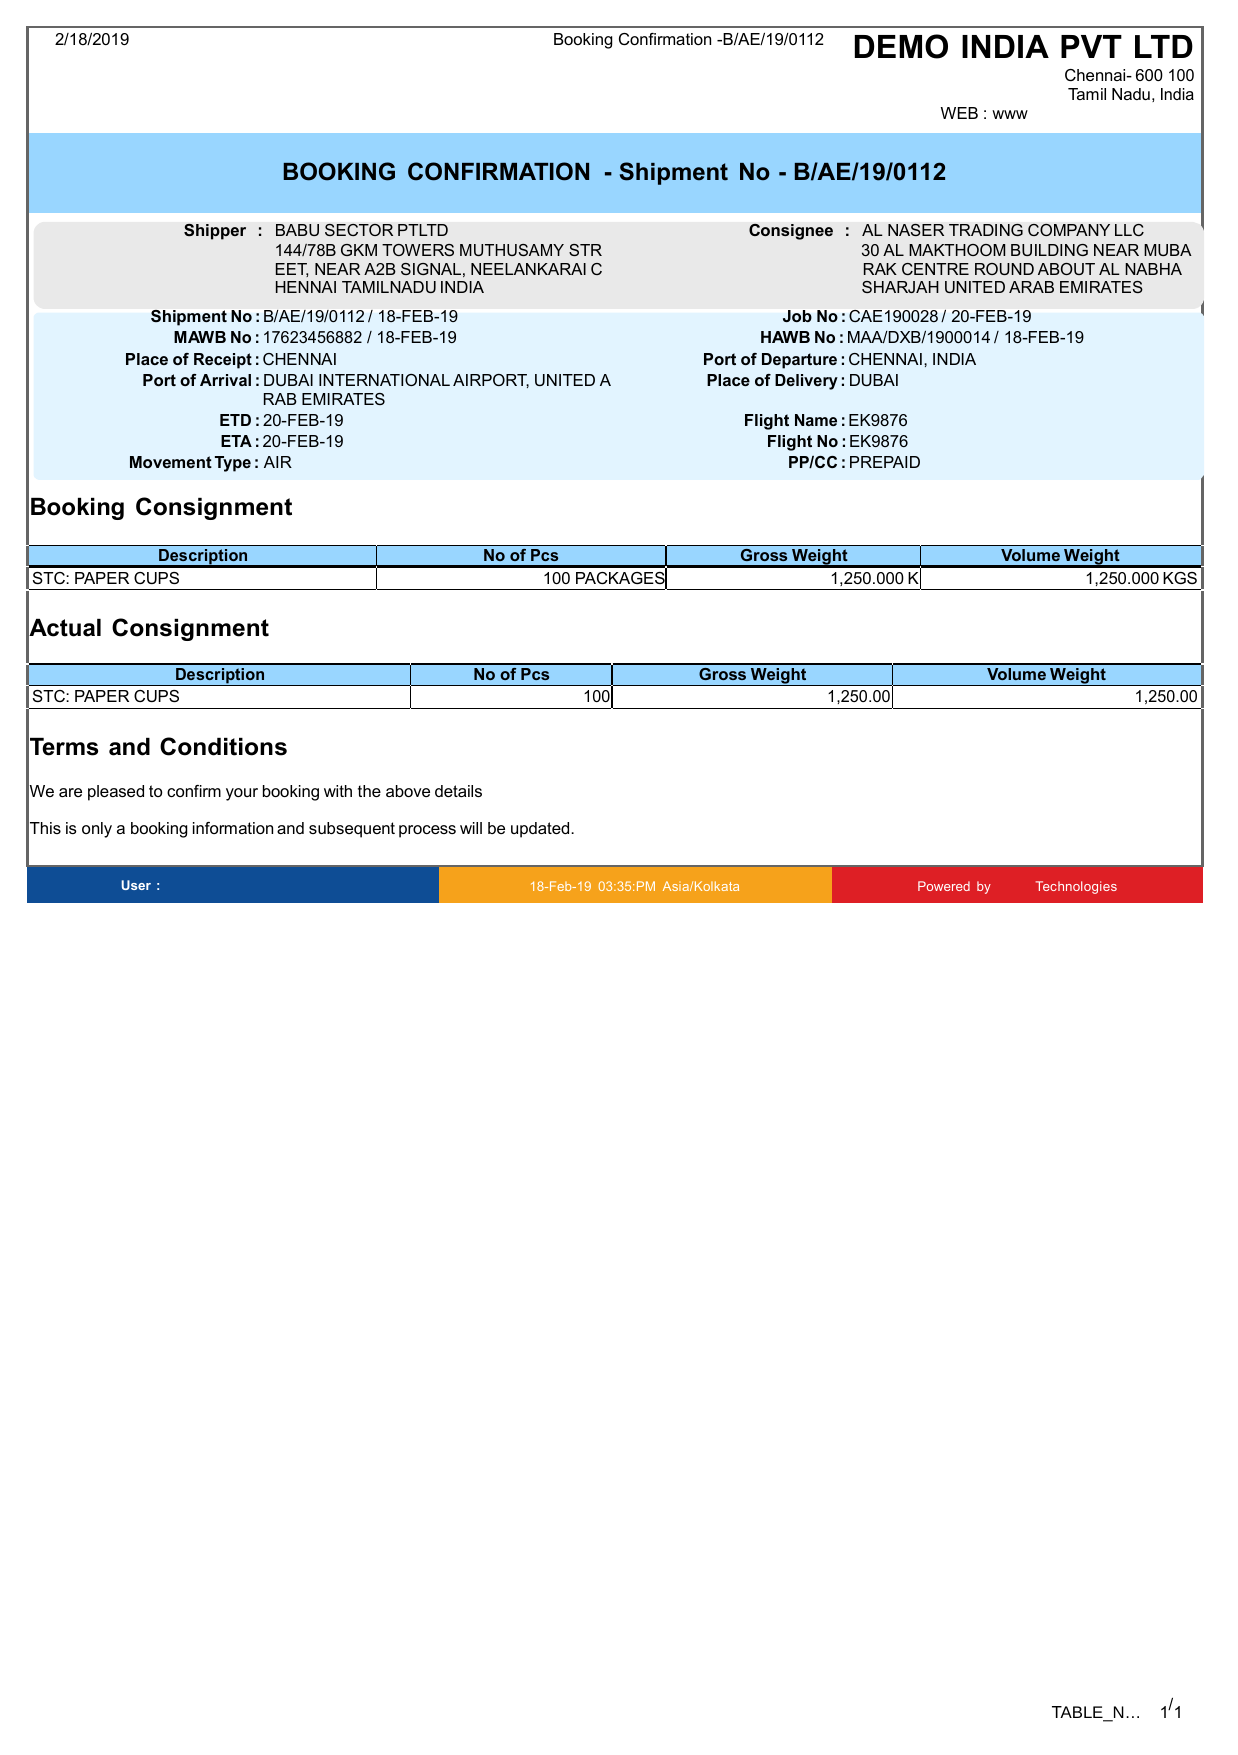 2/18/2019 Booking Confirmation -B/AE/19/0112 DEMO INDIA PVT LTD
Chennai- 600 100
Tamil Nadu, India
WEB : www
BOOKING CONFIRMATION - Shipment No - B/AE/19/0112
Shipper : BABU SECTOR PTLTD Consignee : AL NASER TRADING COMPANY LLC
144/78B GKM TOWERS MUTHUSAMY STR 30 AL MAKTHOOM BUILDING NEAR MUBA
EET, NEAR A2B SIGNAL, NEELANKARAI C RAK CENTRE ROUND ABOUT AL NABHA
HENNAI TAMILNADU INDIA SHARJAH UNITED ARAB EMIRATES
Shipment No : B/AE/19/0112 / 18-FEB-19 Job No : CAE190028 / 20-FEB-19
MAWB No : 17623456882 / 18-FEB-19 HAWB No : MAA/DXB/1900014 / 18-FEB-19
Place of Receipt : CHENNAI Port of Departure : CHENNAI, INDIA
Port of Arrival : DUBAI INTERNATIONAL AIRPORT, UNITED A Place of Delivery : DUBAI
RAB EMIRATES
ETD : 20-FEB-19 Flight Name : EK9876
ETA : 20-FEB-19 Flight No : EK9876
Movement Type : AIR PP/CC : PREPAID
Booking Consignment
Description No of Pcs Gross Weight Volume Weight
STC: PAPER CUPS 100 PACKAGES 1,250.000 K 1,250.000 KGS
Actual Consignment
Description No of Pcs Gross Weight Volume Weight
STC: PAPER CUPS 100 1,250.00 1,250.00
Terms and Conditions
We are pleased to confirm your booking with the above details
This is only a booking information and subsequent process will be updated.
User : 18-Feb-19 03:35:PM Asia/Kolkata Powered by Technologies
TABLE_N... 1/1